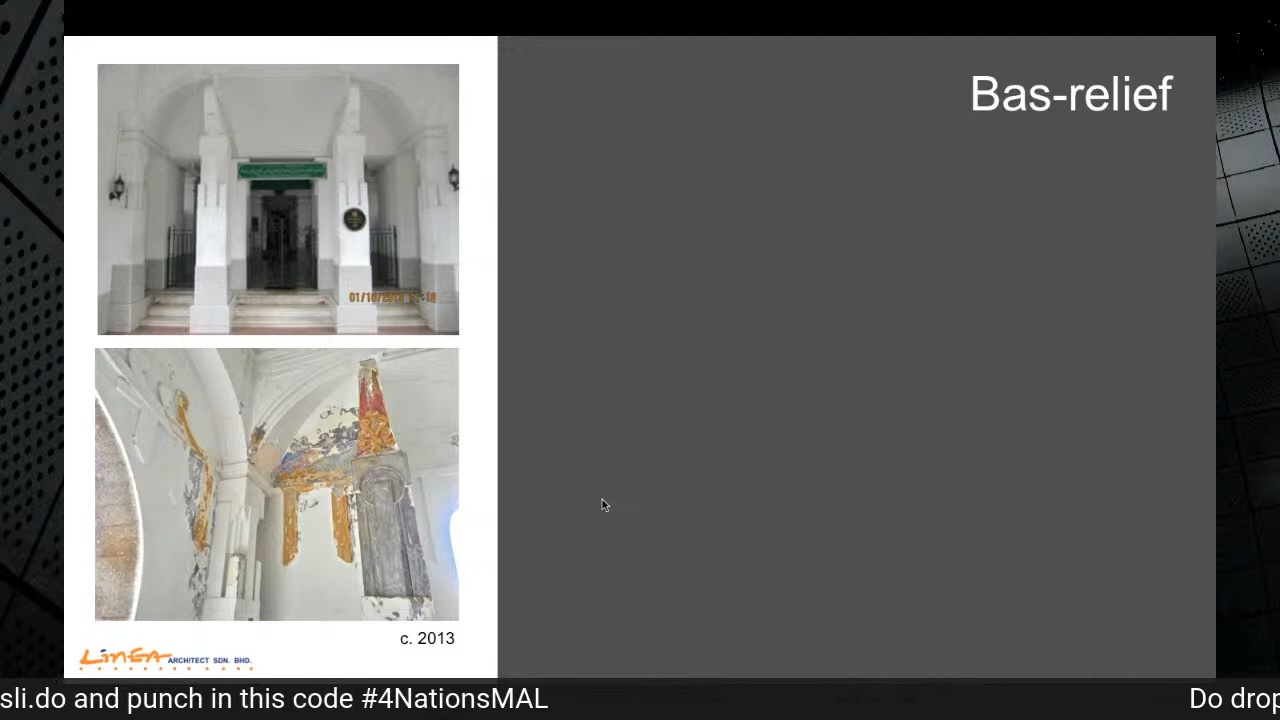 Bas-relief
c. 2013
Linea ARCHITECT SDN. BHD.
sli.do and punch in this code #4NationsMAL
Do drop